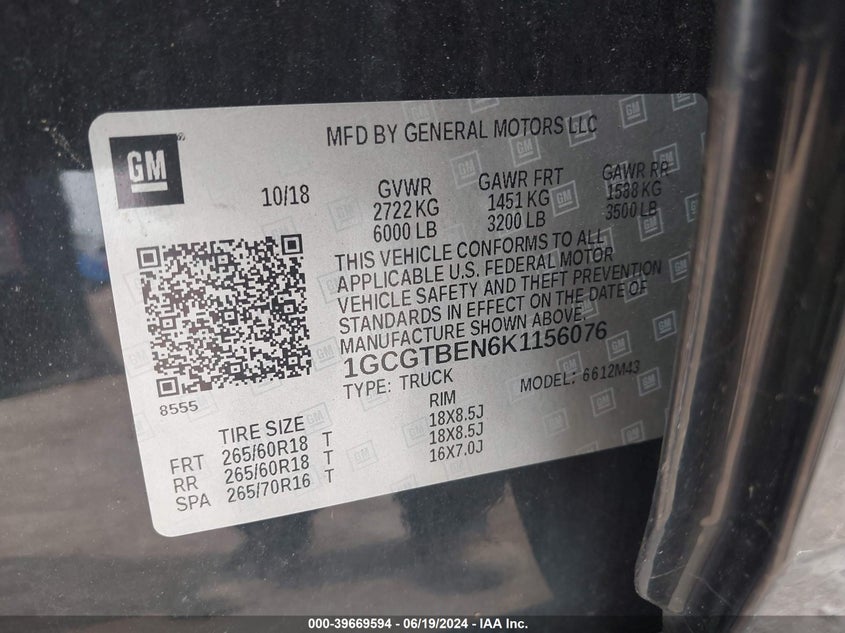 MFD BY GENERAL MOTORS LLC
GM
10/18
GVWR
2722 KG
6000 LB
GAWR FRT
1451 KG
3200 LB
GAWR RR
1588 KG
3500 LB
THIS VEHICLE CONFORMS TO ALL
APPLICABLE U.S. FEDERAL MOTOR
VEHICLE SAFETY AND THEFT PREVENTION
STANDARDS IN EFFECT ON THE DATE OF
MANUFACTURE SHOWN ABOVE.
1GCGTBEN6K1156076
TYPE: TRUCK MODEL: 6612M43
8555
TIRE SIZE RIM
FRT 265/60R18 T 18X8.5J
RR 265/60R18 T 18X8.5J
SPA 265/70R16 T 16X7.0J
000-39669594 - 06/19/2024 - IAA Inc.